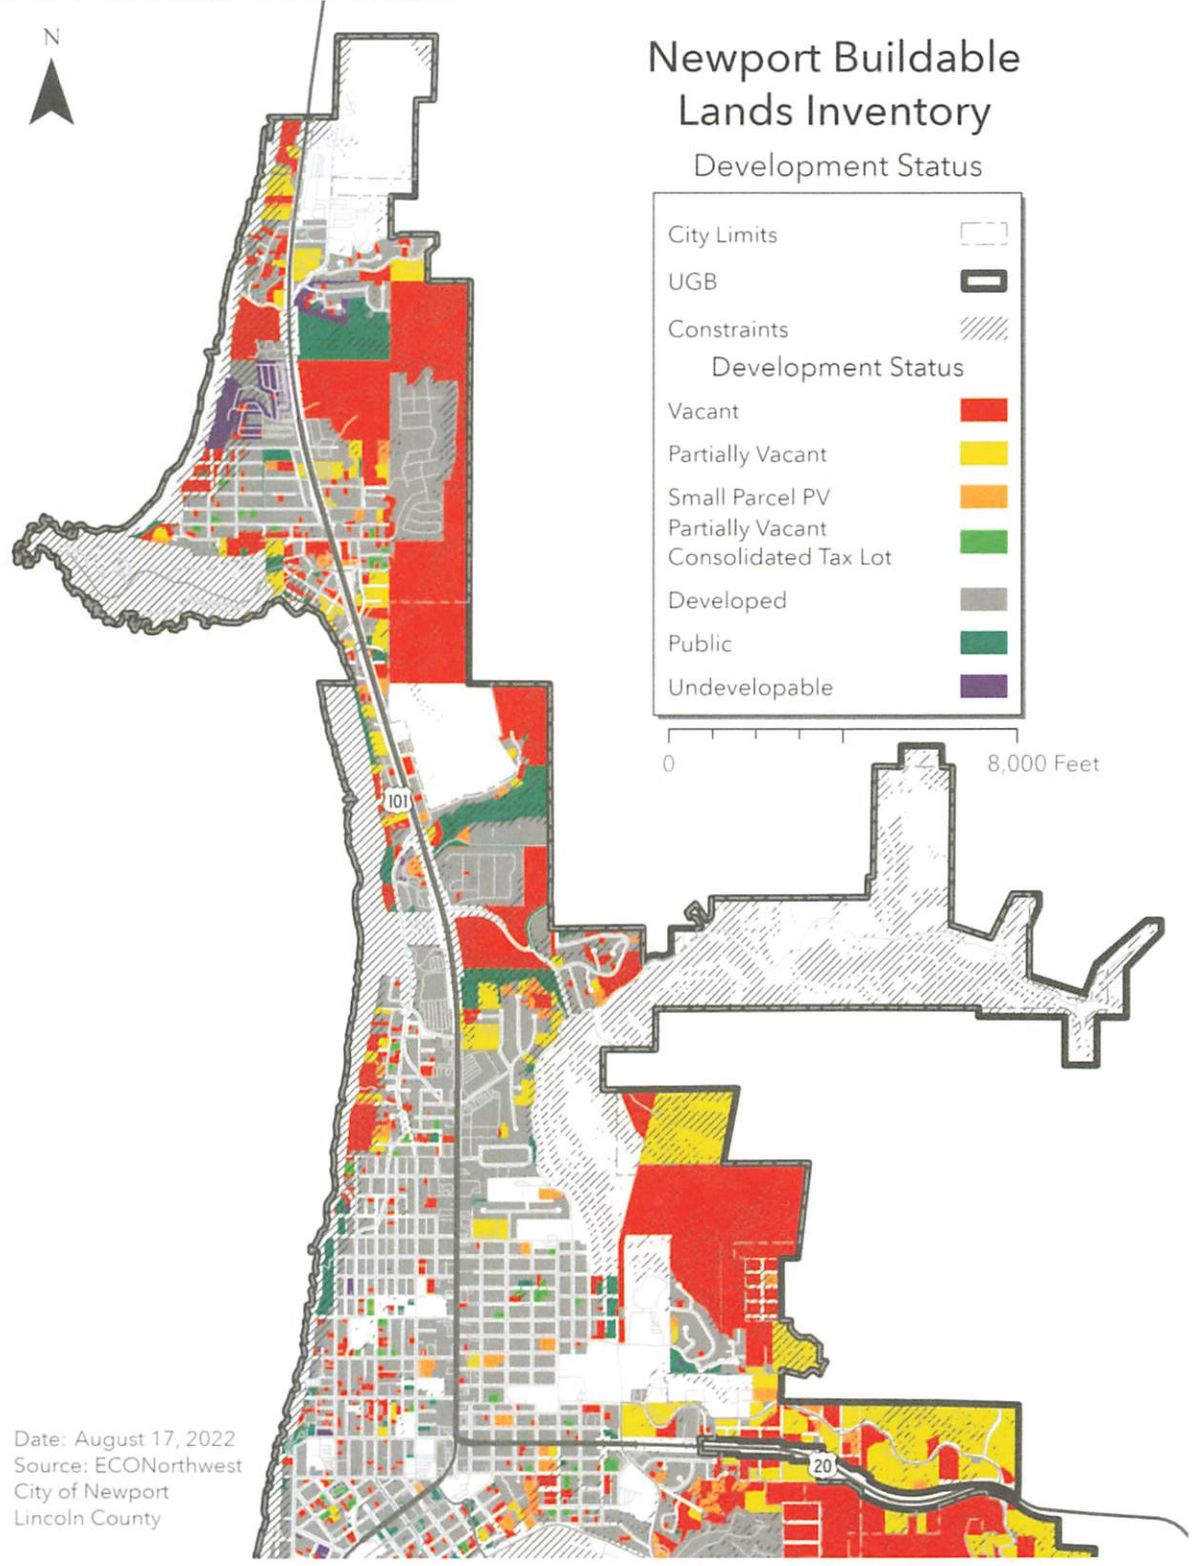 N
Newport Buildable
Lands Inventory
Development Status
City Limits
UGB
Constraints
Development Status
Vacant
Partially Vacant
Small Parcel PV
Partially Vacant
Consolidated Tax Lot
Developed
Public
Undevelopable
0
8,000 Feet
101
20
Date: August 17, 2022
Source: ECONorthwest
City of Newport
Lincoln County